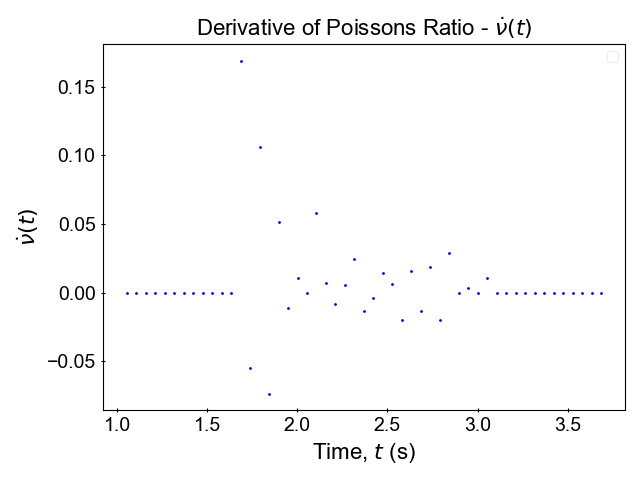 Derivative of Poissons Ratio - ν̇(t)
0.15
0.10
0.05
0.00
−0.05
ν̇(t)
1.0 1.5 2.0 2.5 3.0 3.5
Time, t (s)